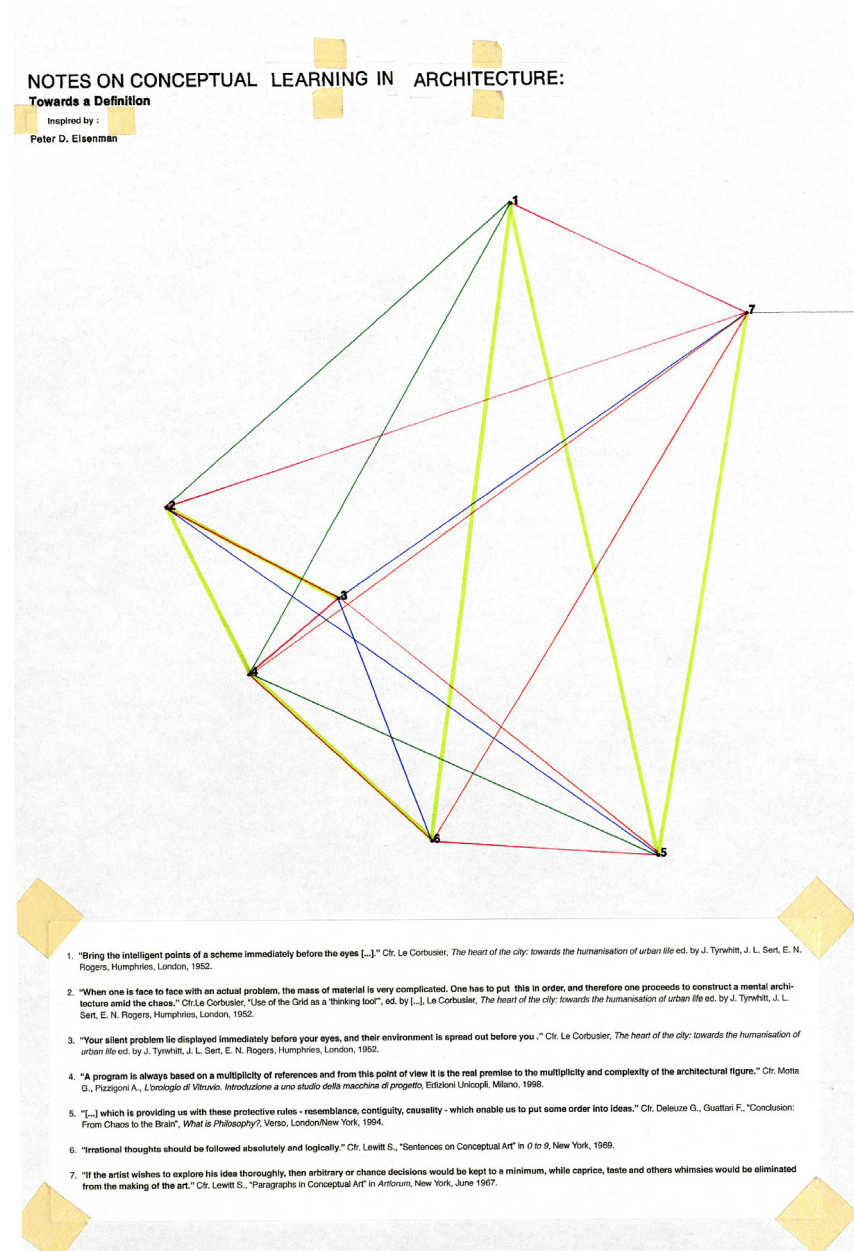 NOTES ON CONCEPTUAL LEARNING IN ARCHITECTURE:
Towards a Definition
Inspired by :
Peter D. Eisenman
1
7
2
3
4
6
5
1. "Bring the intelligent points of a scheme immediately before the eyes [...]." Cfr. Le Corbusier, The heart of the city: towards the humanisation of urban life ed. by J. Tyrwhitt, J. L. Sert, E. N.
Rogers, Humphries, London, 1952.
2. "When one is face to face with an actual problem, the mass of material is very complicated. One has to put this in order, and therefore one proceeds to construct a mental archi-
tecture amid the chaos." Cfr.Le Corbusier, "Use of the Grid as a 'thinking tool'", ed. by [...], Le Corbusier, The heart of the city: towards the humanisation of urban life ed. by J. Tyrwhitt, J. L.
Sert, E. N. Rogers, Humphries, London, 1952.
3. "Your silent problem lie displayed immediately before your eyes, and their environment is spread out before you ." Cfr. Le Corbusier, The heart of the city: towards the humanisation of
urban life ed. by J. Tyrwhitt, J. L. Sert, E. N. Rogers, Humphries, London, 1952.
4. "A program is always based on a multiplicity of references and from this point of view it is the real premise to the multiplicity and complexity of the architectural figure." Cfr. Motta
G., Pizzigoni A., L'orologio di Vitruvio. Introduzione a uno studio della macchina di progetto, Edizioni Unicopli, Milano, 1998.
5. "[...] which is providing us with these protective rules - resemblance, contiguity, causality - which enable us to put some order into ideas." Cfr. Deleuze G., Guattari F., "Conclusion:
From Chaos to the Brain", What is Philosophy?, Verso, London/New York, 1994.
6. "Irrational thoughts should be followed absolutely and logically." Cfr. Lewitt S., "Sentences on Conceptual Art" in 0 to 9, New York, 1969.
7. "If the artist wishes to explore his idea thoroughly, then arbitrary or chance decisions would be kept to a minimum, while caprice, taste and others whimsies would be eliminated
from the making of the art." Cfr. Lewitt S., "Paragraphs in Conceptual Art" in Artforum, New York, June 1967.